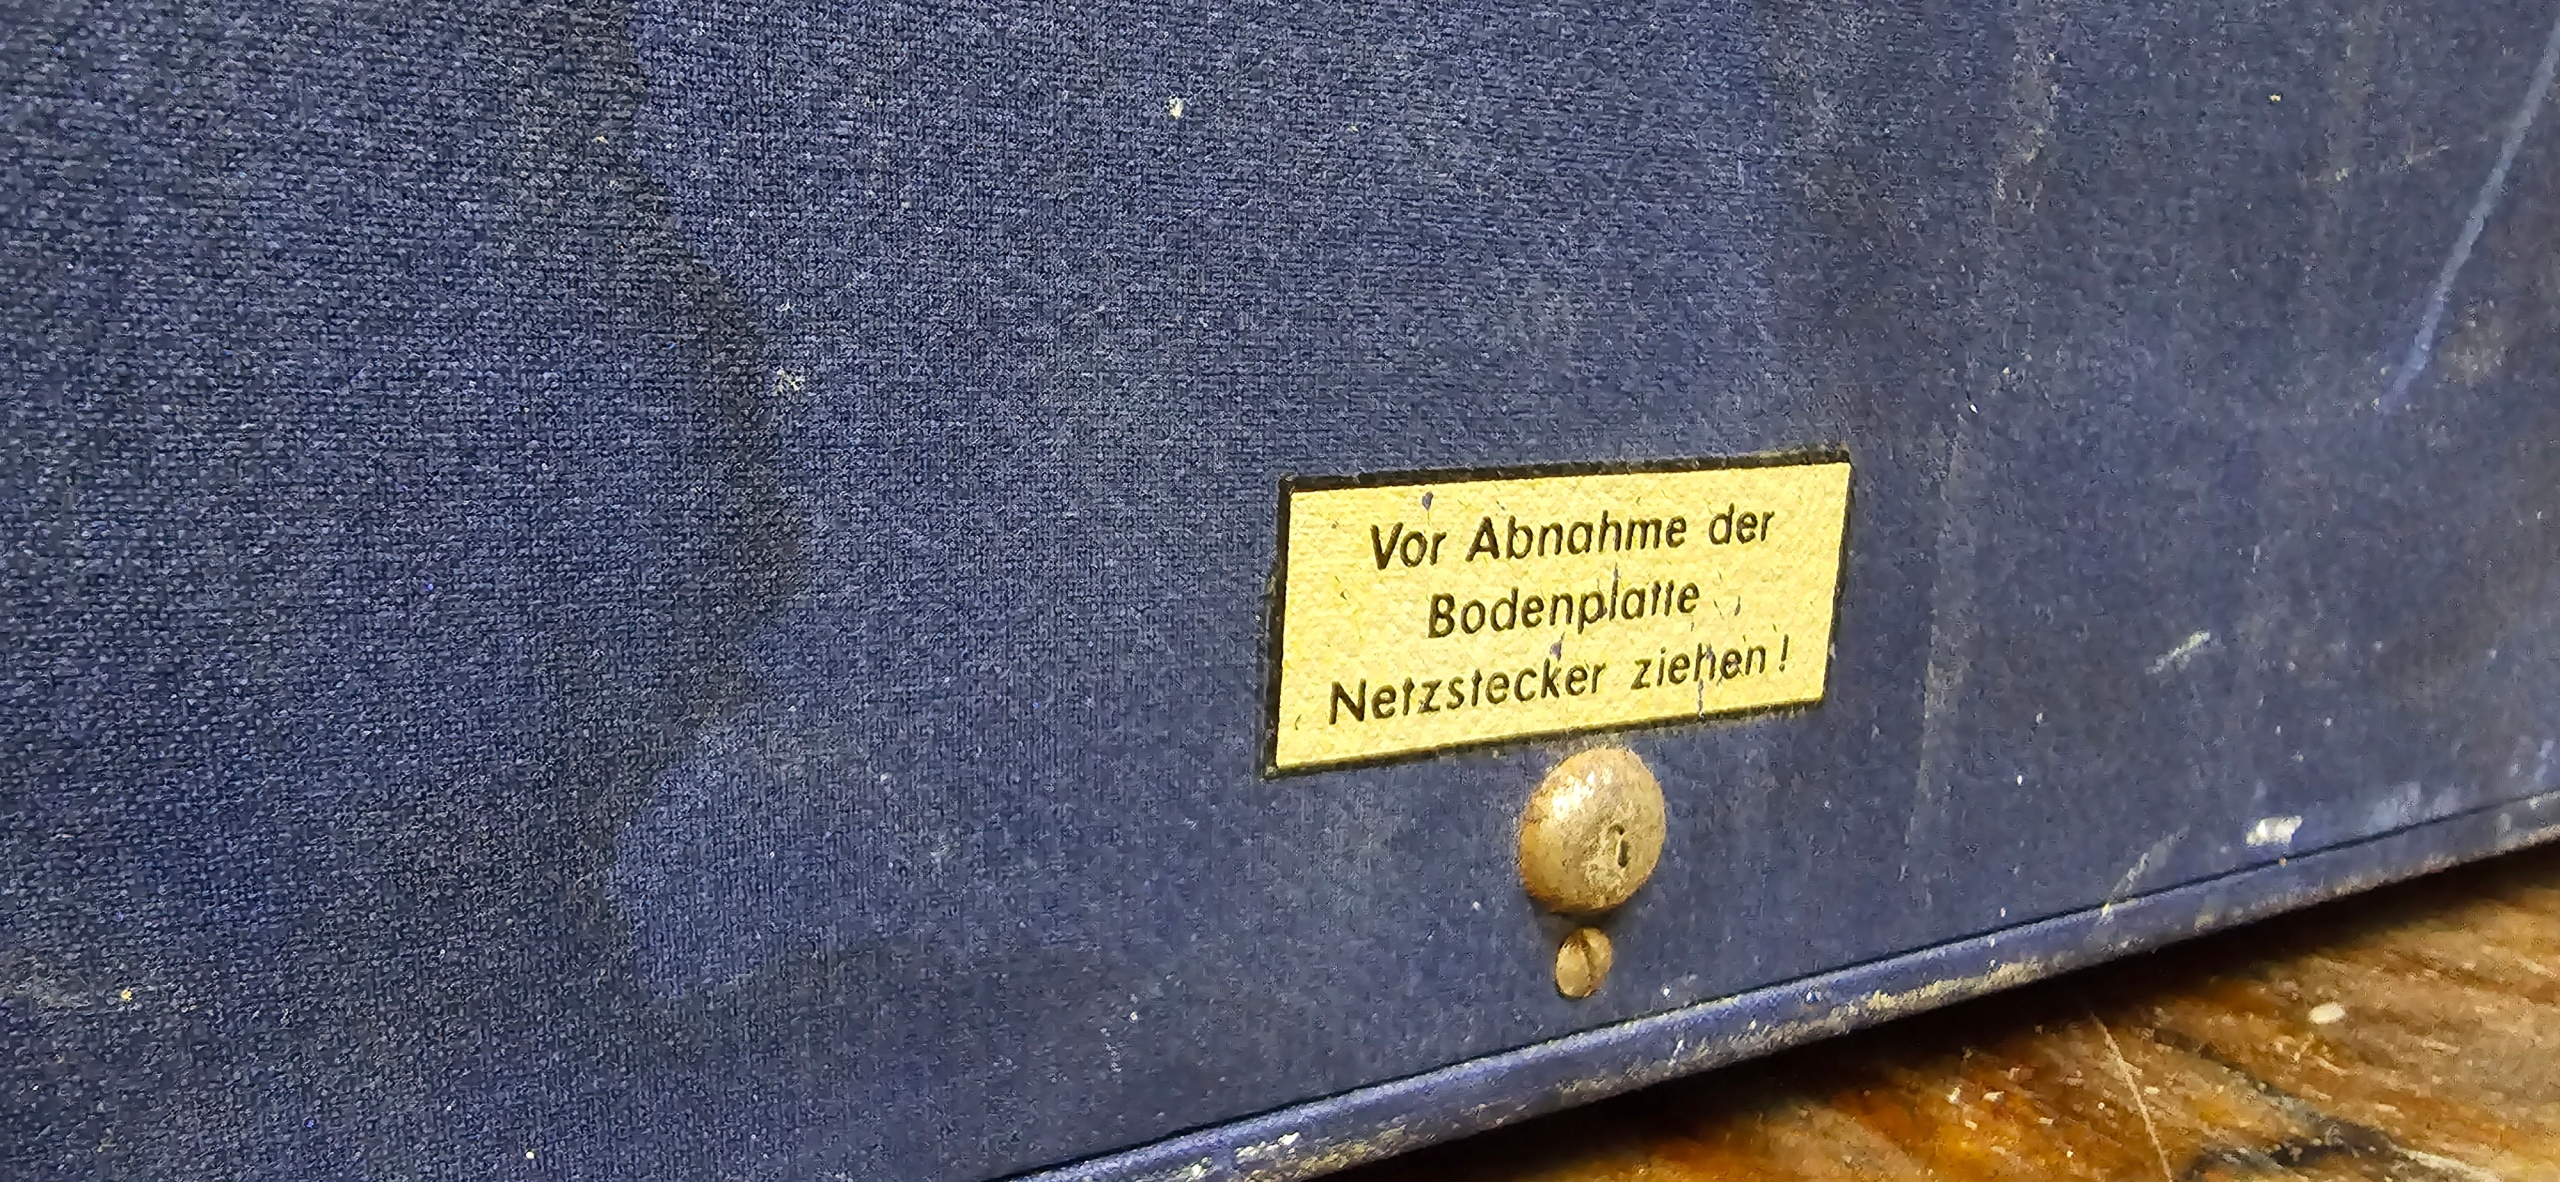 Vor Abnahme der
Bodenplatte
Netzstecker ziehen!